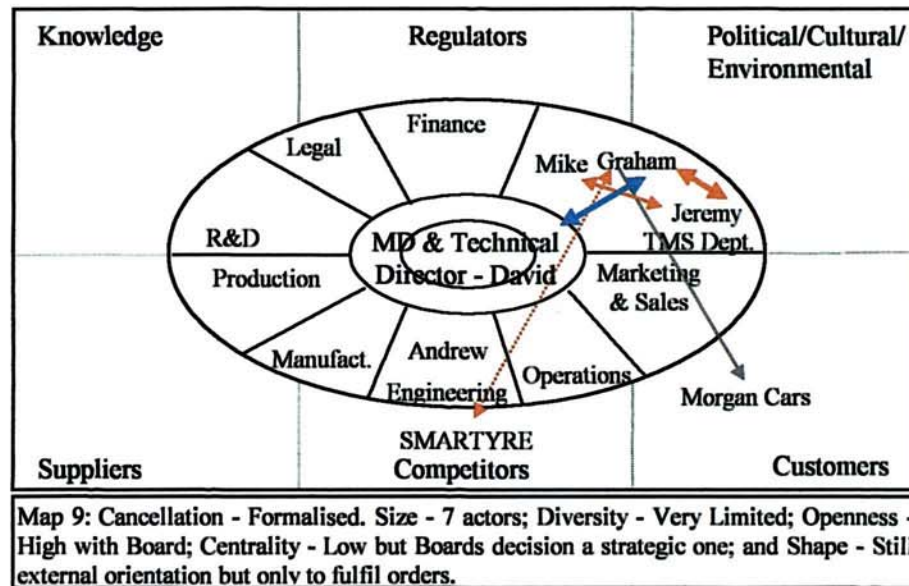 Knowledge
Regulators
Political/Cultural/
Environmental
Finance
Legal
Mike Graham
Jeremy
TMS Dept.
R&D
MD & Technical
Director - David
Production
Marketing
& Sales
Manufact.
Andrew
Engineering
Operations
Morgan Cars
SMARTYRE
Suppliers
Competitors
Customers
Map 9: Cancellation - Formalised. Size - 7 actors; Diversity - Very Limited; Openness -
High with Board; Centrality - Low but Boards decision a strategic one; and Shape - Still
external orientation but only to fulfil orders.